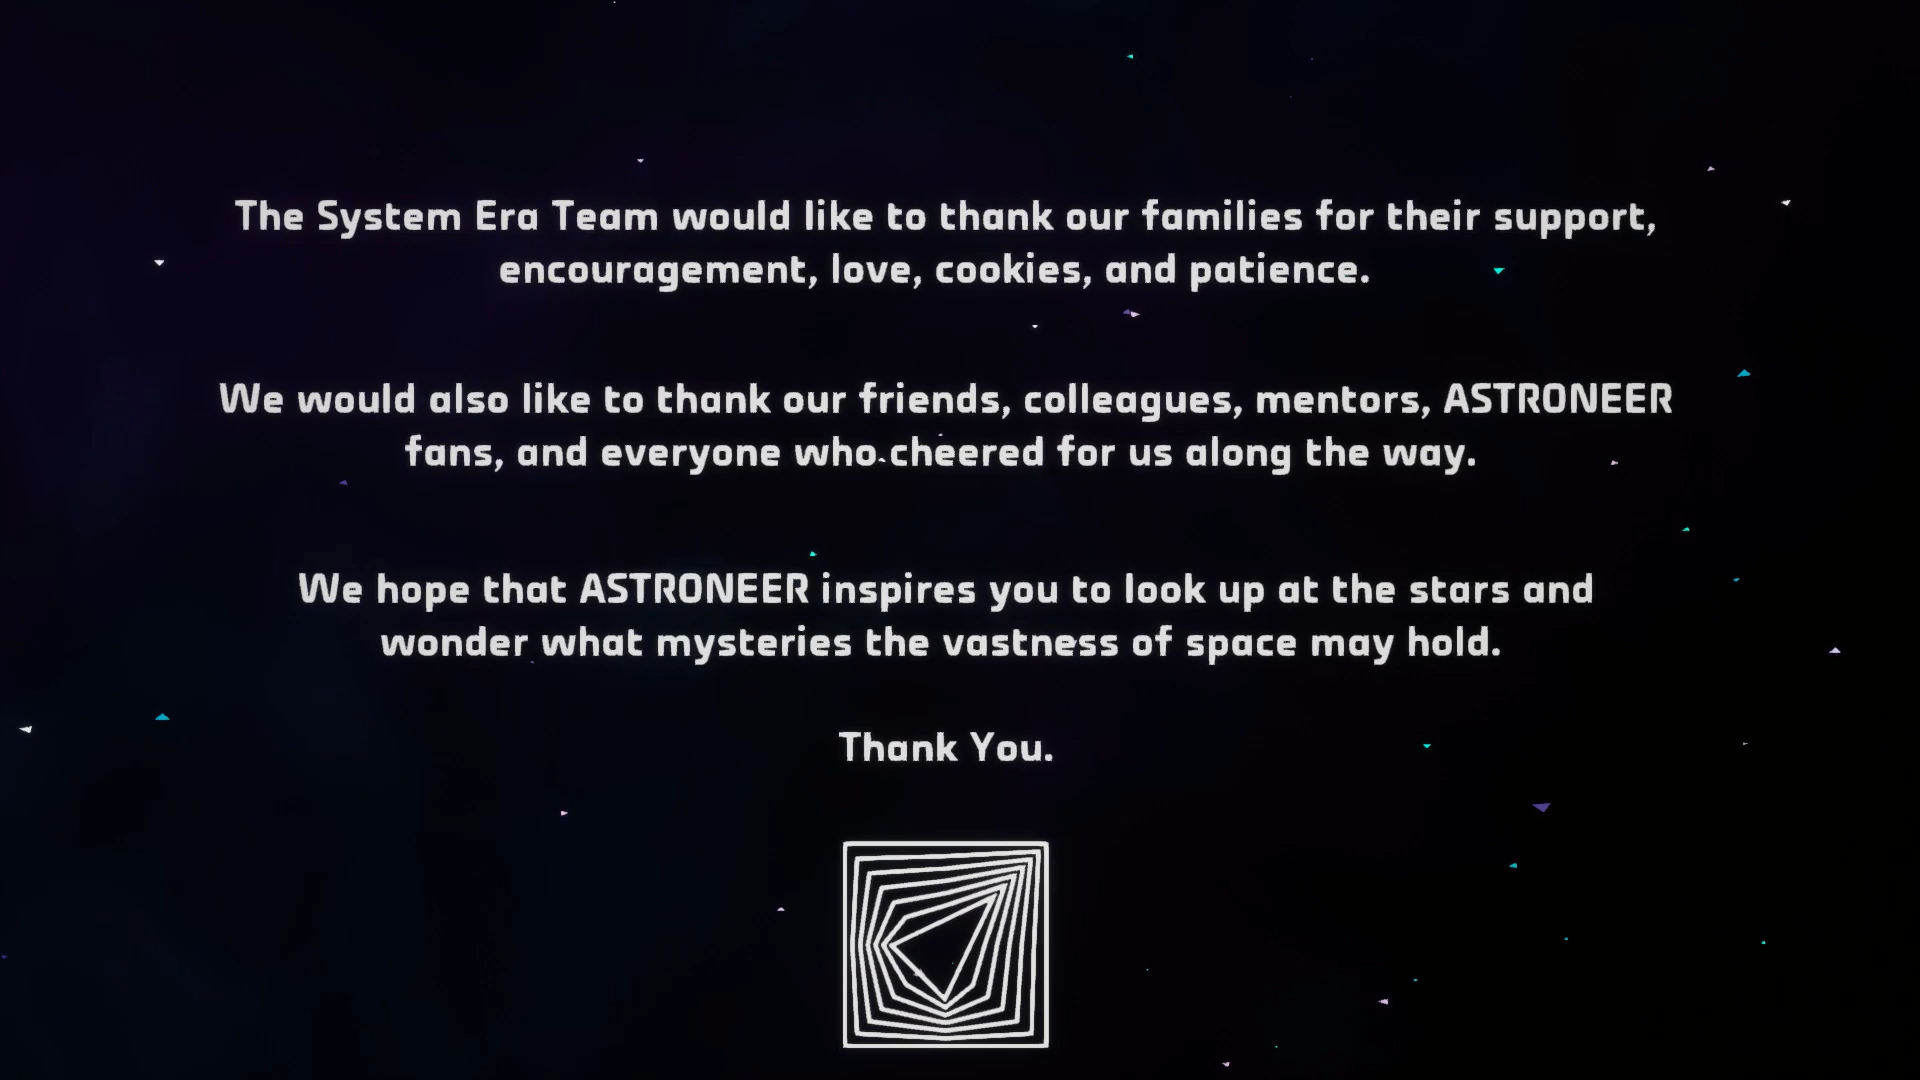 The System Era Team would like to thank our families for their support,
encouragement, love, cookies, and patience.
We would also like to thank our friends, colleagues, mentors, ASTRONEER
fans, and everyone who cheered for us along the way.
We hope that ASTRONEER inspires you to look up at the stars and
wonder what mysteries the vastness of space may hold.
Thank You.